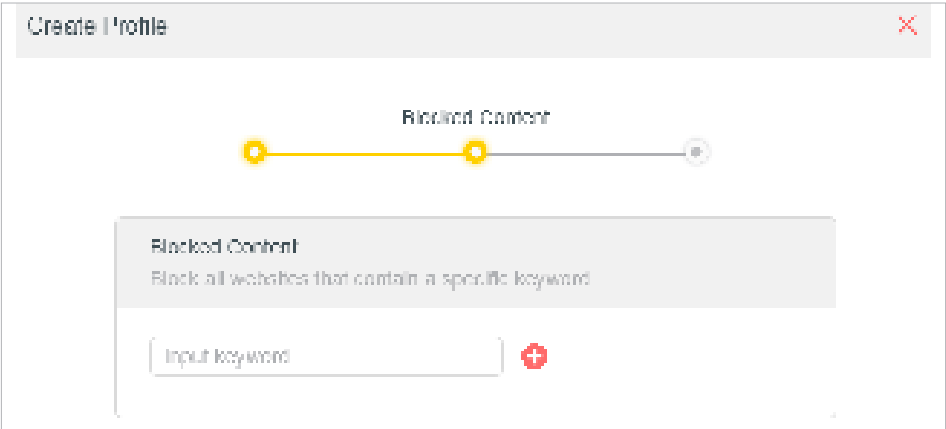 Create Profile
Blocked Content
Blocked Content
Block all websites that contain a specific keyword
Input keyword